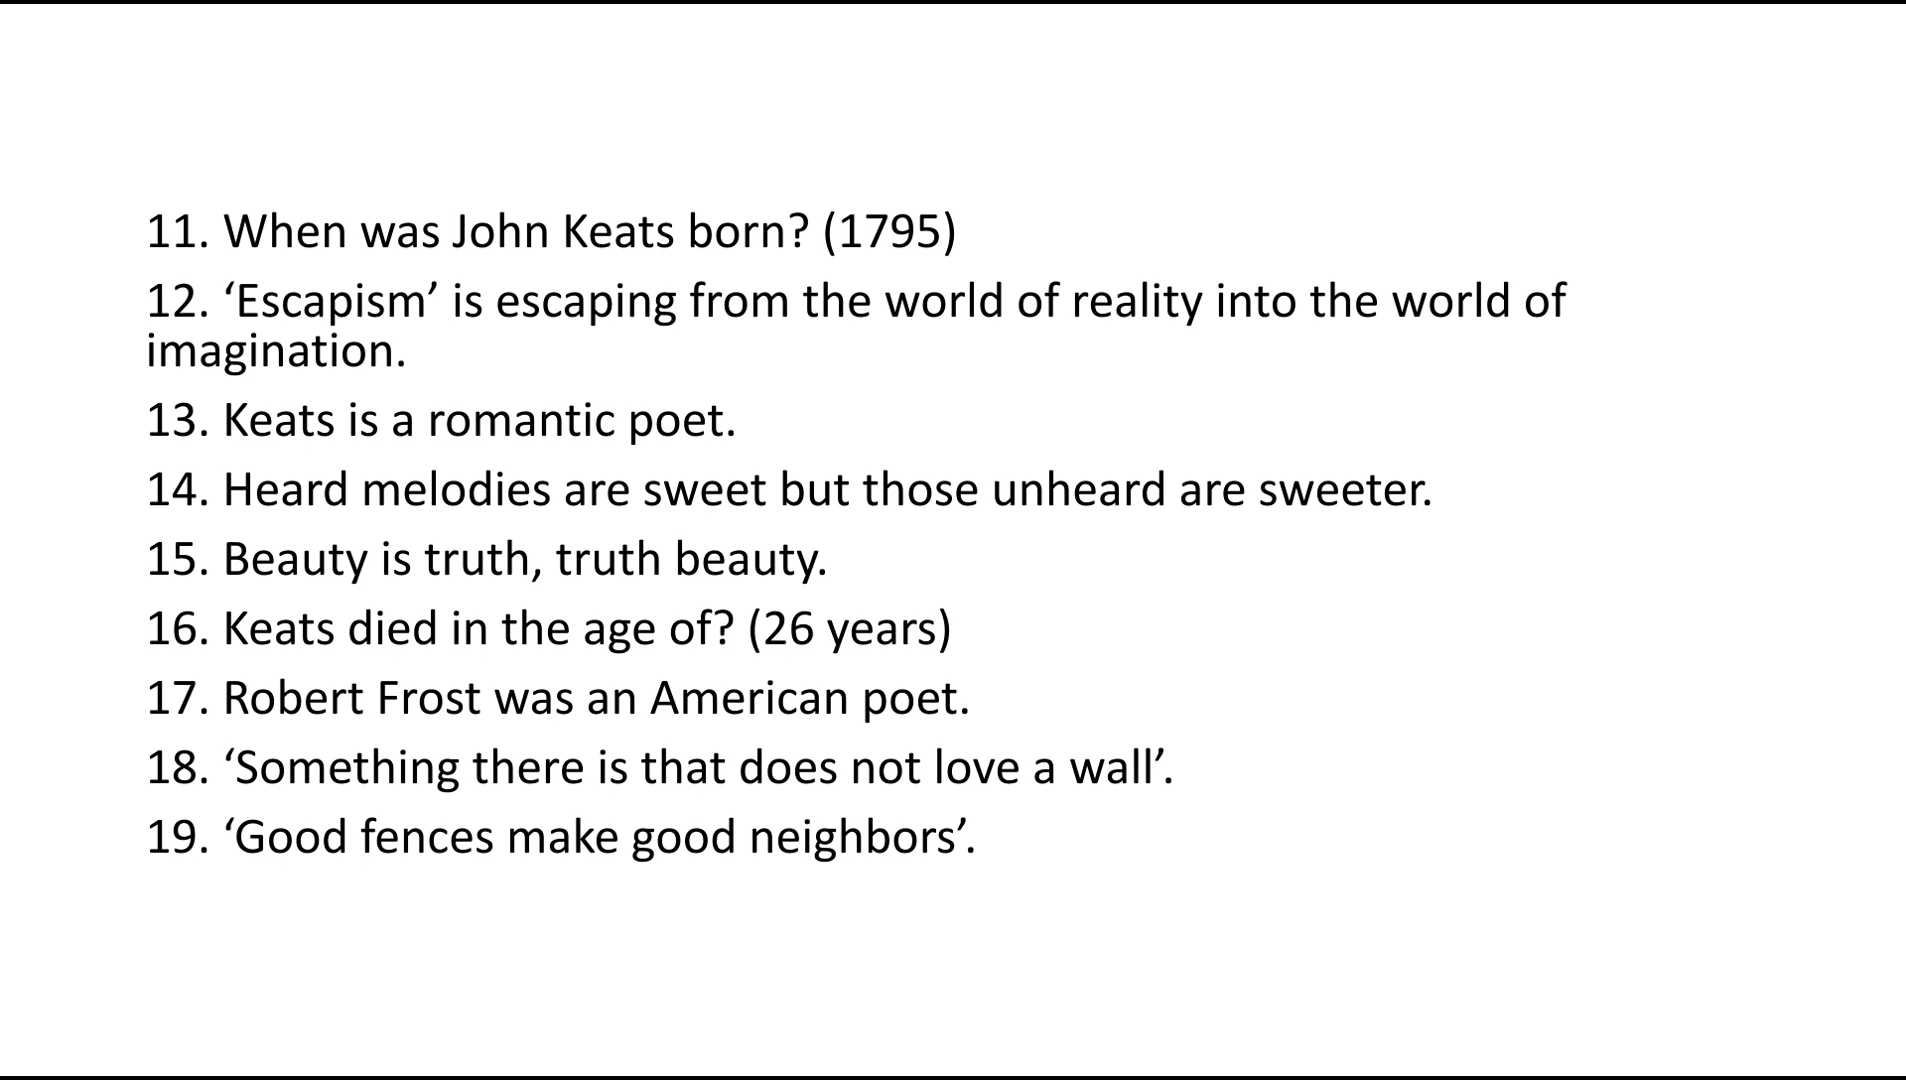 11. When was John Keats born? (1795)
12. ‘Escapism’ is escaping from the world of reality into the world of
imagination.
13. Keats is a romantic poet.
14. Heard melodies are sweet but those unheard are sweeter.
15. Beauty is truth, truth beauty.
16. Keats died in the age of? (26 years)
17. Robert Frost was an American poet.
18. ‘Something there is that does not love a wall’.
19. ‘Good fences make good neighbors’.